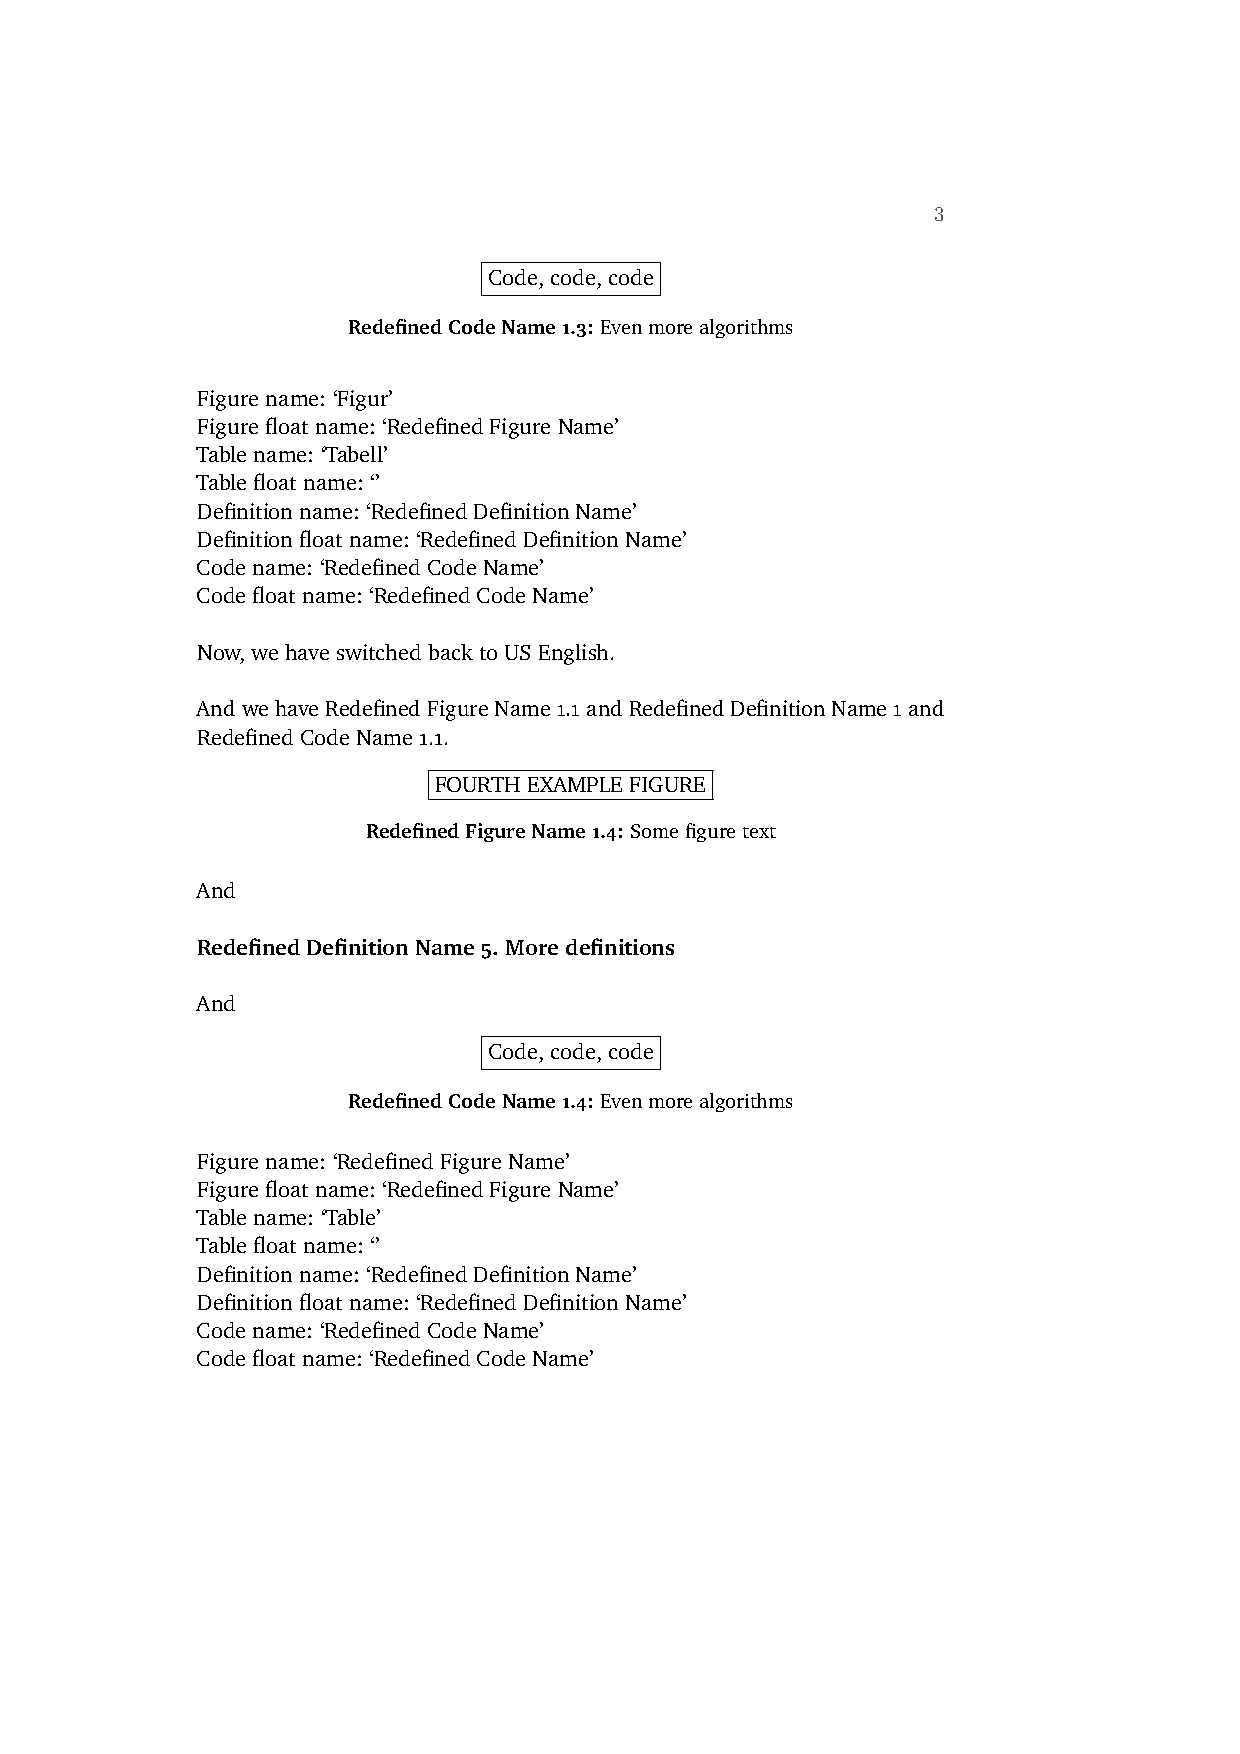 3
Code, code, code
Redefined Code Name 1.3: Even more algorithms
Figure name: ‘Figur’
Figure float name: ‘Redefined Figure Name’
Table name: ‘Tabell’
Table float name: ‘’
Definition name: ‘Redefined Definition Name’
Definition float name: ‘Redefined Definition Name’
Code name: ‘Redefined Code Name’
Code float name: ‘Redefined Code Name’
Now, we have switched back to US English.
And we have Redefined Figure Name 1.1 and Redefined Definition Name 1 and
Redefined Code Name 1.1.
FOURTH EXAMPLE FIGURE
Redefined Figure Name 1.4: Some figure text
And
Redefined Definition Name 5. More definitions
And
Code, code, code
Redefined Code Name 1.4: Even more algorithms
Figure name: ‘Redefined Figure Name’
Figure float name: ‘Redefined Figure Name’
Table name: ‘Table’
Table float name: ‘’
Definition name: ‘Redefined Definition Name’
Definition float name: ‘Redefined Definition Name’
Code name: ‘Redefined Code Name’
Code float name: ‘Redefined Code Name’